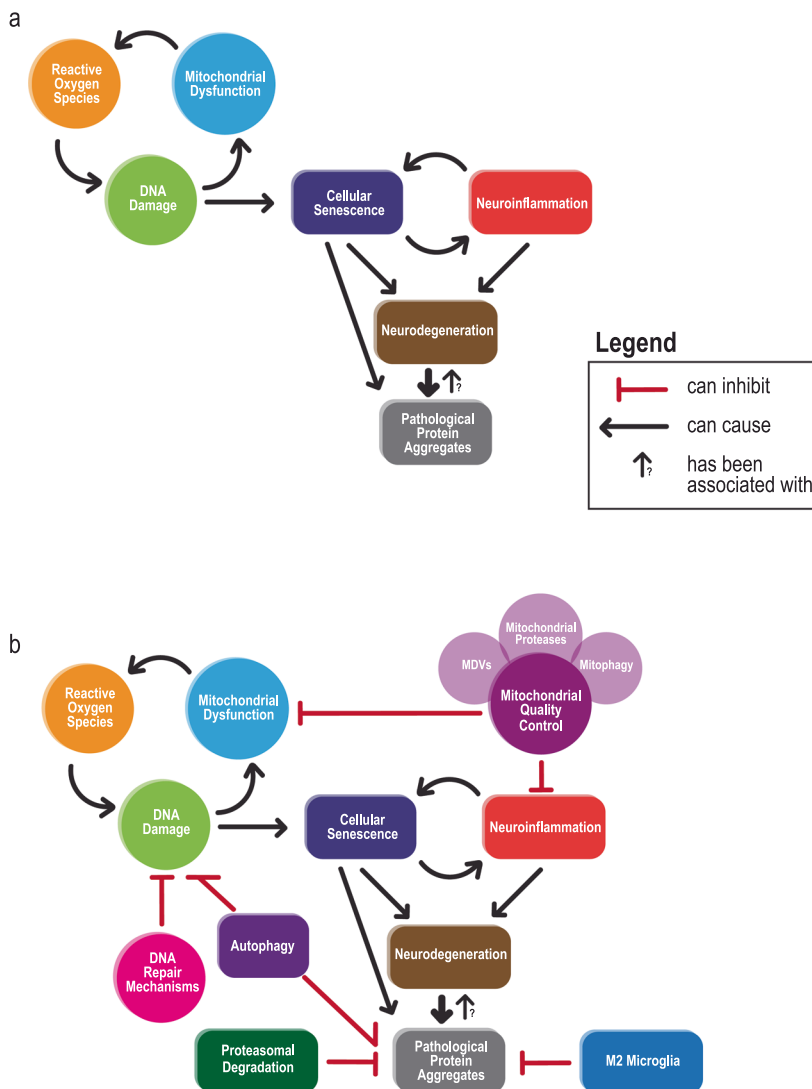 a
Reactive
Oxygen
Species
Mitochondrial
Dysfunction
DNA
Damage
Cellular
Senescence
Neuroinflammation
Neurodegeneration
?
Pathological
Protein
Aggregates
Legend
can inhibit
can cause
?
has been
associated with
b
Mitochondrial
Proteases
MDVs
Mitophagy
Mitochondrial
Quality
Control
Reactive
Oxygen
Species
Mitochondrial
Dysfunction
DNA
Damage
Cellular
Senescence
Neuroinflammation
Autophagy
Neurodegeneration
DNA
Repair
Mechanisms
?
Proteasomal
Degradation
Pathological
Protein
Aggregates
M2 Microglia